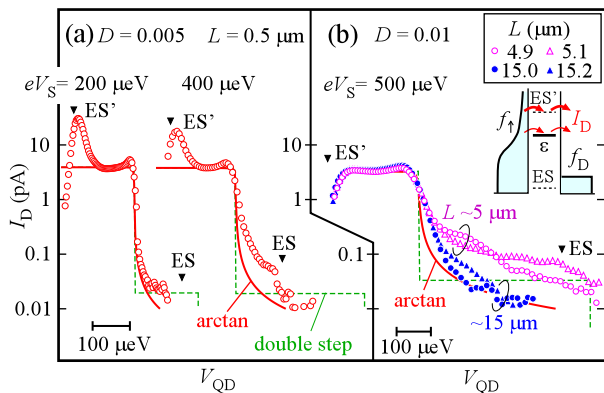 (a) D = 0.005 L = 0.5 μm
eV_S = 200 μeV 400 μeV
ES’ ES’
10
1
0.1
0.01
I_D (pA)
ES ES
arctan
double step
100 μeV
(b) D = 0.01
eV_S = 500 μeV
ES’
1
0.1
L ~5 μm
ES
arctan
~15 μm
100 μeV
V_QD
V_QD
L (μm)
4.9 5.1
15.0 15.2
ES’
f↑
I_D
ε
f_D
ES